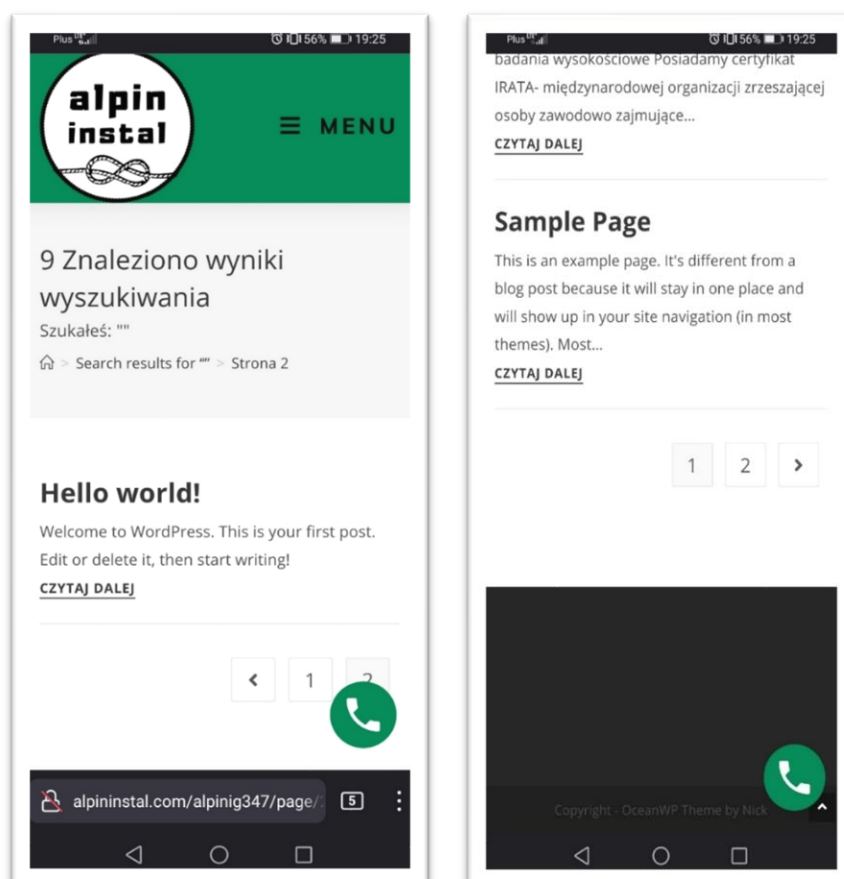 Plus 56% 19:25
alpin
instal
MENU
9 Znaleziono wyniki
wyszukiwania
Szukałeś: ""
> Search results for “” > Strona 2
Hello world!
Welcome to WordPress. This is your first post.
Edit or delete it, then start writing!
CZYTAJ DALEJ
1 2
alpininstal.com/alpinig347/page/ 5
Plus 56% 19:25
badania wysokościowe Posiadamy certyfikat
IRATA- międzynarodowej organizacji zrzeszającej
osoby zawodowo zajmujące...
CZYTAJ DALEJ
Sample Page
This is an example page. It's different from a
blog post because it will stay in one place and
will show up in your site navigation (in most
themes). Most...
CZYTAJ DALEJ
1 2 >
Copyright - OceanWP Theme by Nick